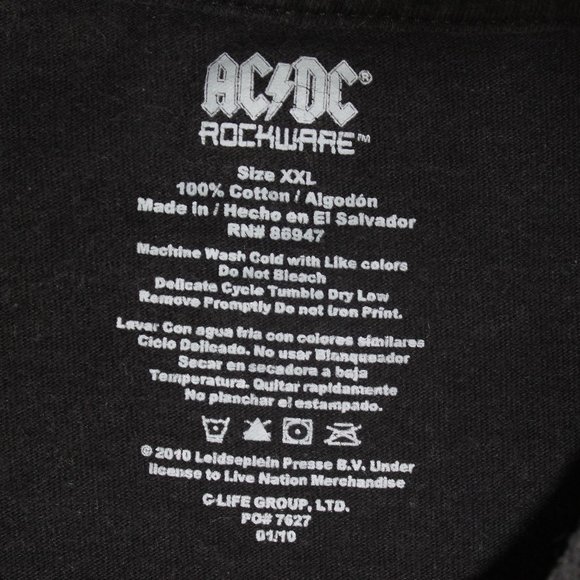 AC⚡DC®
ROCKWARE™
Size XXL
100% Cotton / Algodón
Made in / Hecho en El Salvador
RN# 86947
Machine Wash Cold with Like colors
Do Not Bleach
Delicate Cycle Tumble Dry Low
Remove Promptly Do not Iron Print.
Lavar Con agua fria con colores similares
Ciclo Delicado. No usar Blanqueador
Secar en secadora a baja
Temperatura. Quitar rapidamente
No planchar el estampado.
© 2010 Leidseplein Presse B.V. Under
license to Live Nation Merchandise
C-LIFE GROUP, LTD.
PO# 7627
01/10